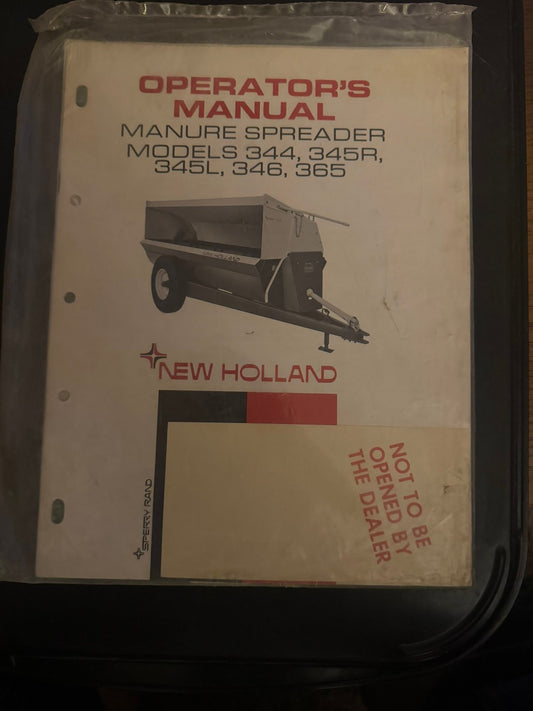 OPERATOR'S
MANUAL
MANURE SPREADER
MODELS 344, 345R,
345L, 346, 365
NEW HOLLAND
NOT TO BE
OPENED BY
THE DEALER
SPERRY RAND